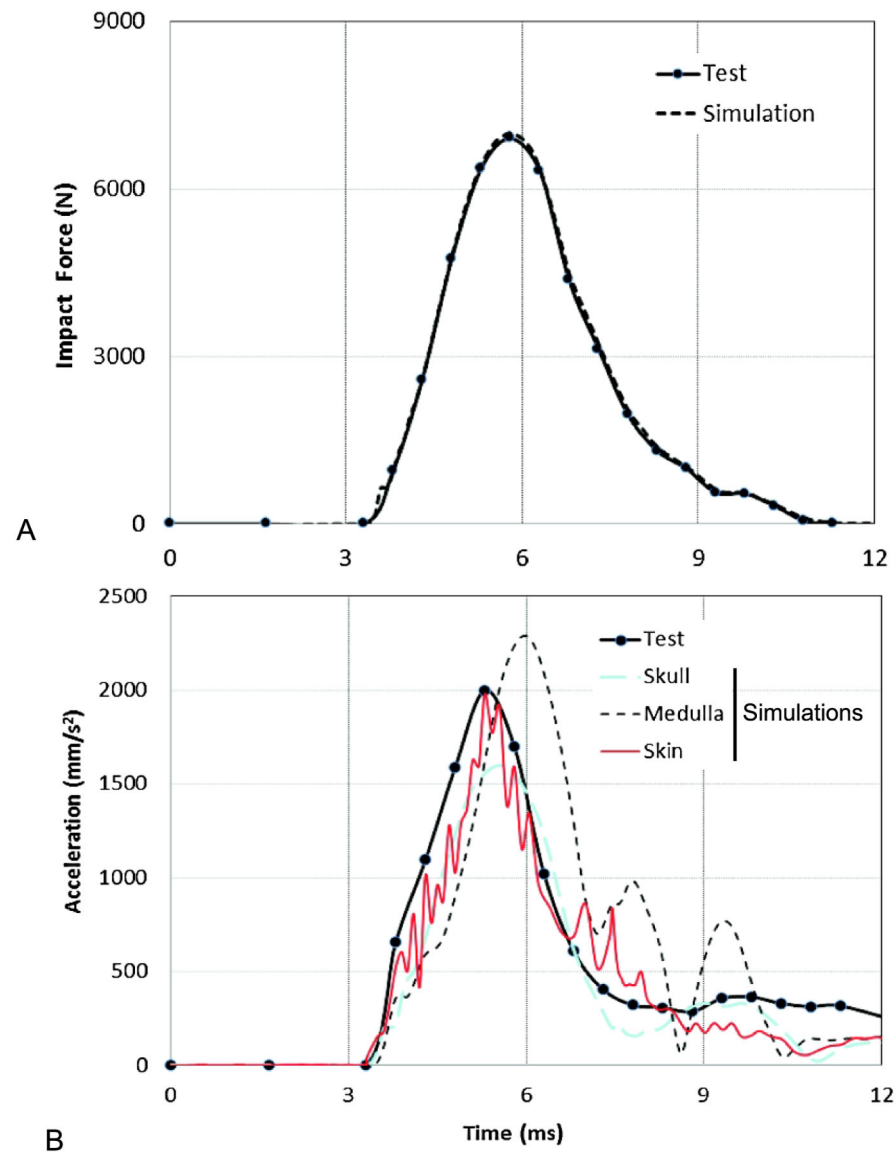 9000
Test
Simulation
6000
Impact Force (N)
3000
0
A
0 3 6 9 12
2500
Test
Skull
2000
Medulla Simulations
Skin
1500
Acceleration (mm/s²)
1000
500
0
0 3 6 9 12
B
Time (ms)